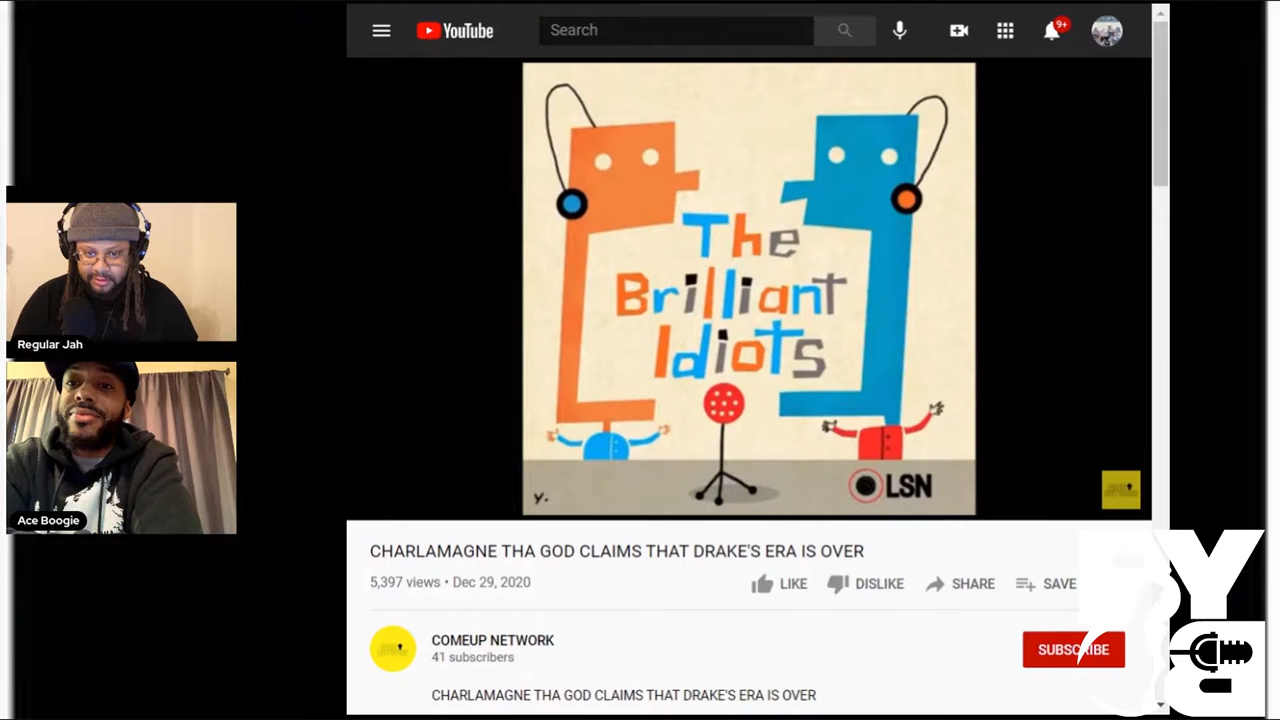 YouTube
Search
9+
The
Brilliant
Idiots
LSN
Y.
Regular Jah
Ace Boogie
CHARLAMAGNE THA GOD CLAIMS THAT DRAKE'S ERA IS OVER
5,397 views • Dec 29, 2020
LIKE
DISLIKE
SHARE
SAVE
COMEUP NETWORK
41 subscribers
SUBSCRIBE
CHARLAMAGNE THA GOD CLAIMS THAT DRAKE'S ERA IS OVER